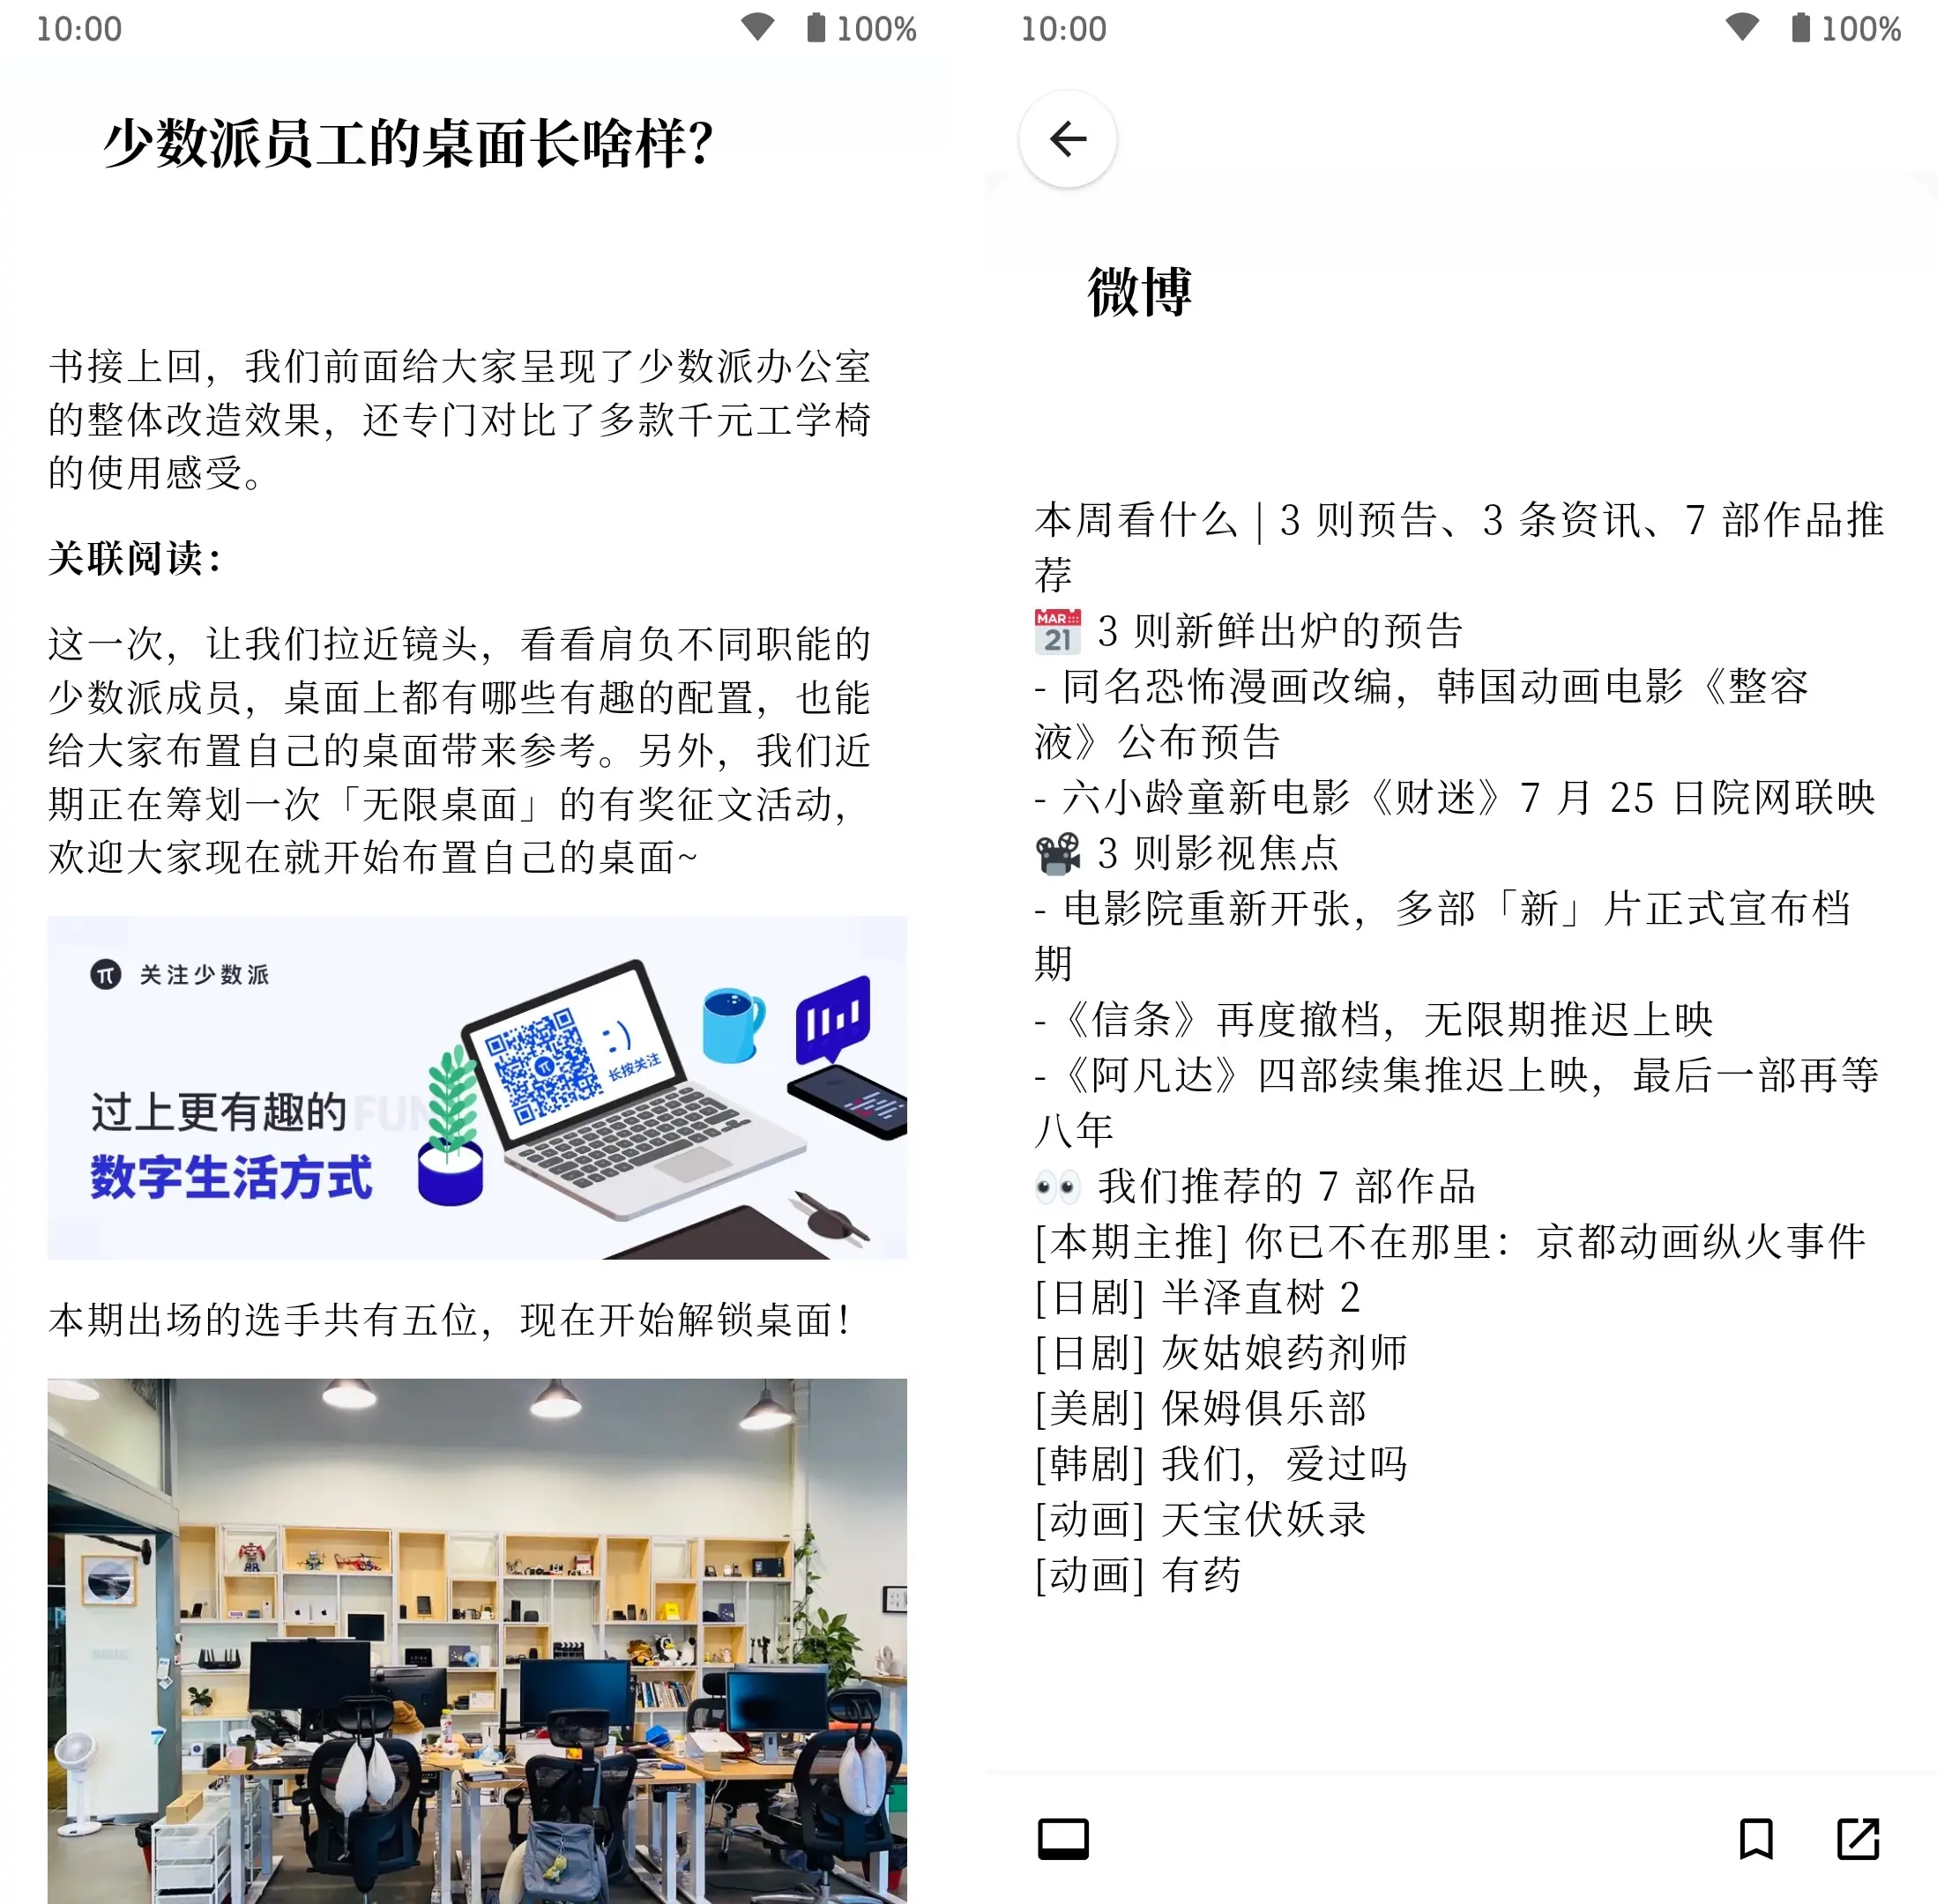 10:00
100%
少数派员工的桌面长啥样？
书接上回，我们前面给大家呈现了少数派办公室
的整体改造效果，还专门对比了多款千元工学椅
的使用感受。
关联阅读：
这一次，让我们拉近镜头，看看肩负不同职能的
少数派成员，桌面上都有哪些有趣的配置，也能
给大家布置自己的桌面带来参考。另外，我们近
期正在筹划一次「无限桌面」的有奖征文活动，
欢迎大家现在就开始布置自己的桌面~
π 关注少数派
:)
长按关注
过上更有趣的 FUN
数字生活方式
本期出场的选手共有五位，现在开始解锁桌面！
10:00
100%
微博
本周看什么 | 3 则预告、3 条资讯、7 部作品推
荐
MAR 21 3 则新鲜出炉的预告
- 同名恐怖漫画改编，韩国动画电影《整容
液》公布预告
- 六小龄童新电影《财迷》7 月 25 日院网联映
3 则影视焦点
- 电影院重新开张，多部「新」片正式宣布档
期
-《信条》再度撤档，无限期推迟上映
-《阿凡达》四部续集推迟上映，最后一部再等
八年
我们推荐的 7 部作品
[本期主推] 你已不在那里：京都动画纵火事件
[日剧] 半泽直树 2
[日剧] 灰姑娘药剂师
[美剧] 保姆俱乐部
[韩剧] 我们，爱过吗
[动画] 天宝伏妖录
[动画] 有药